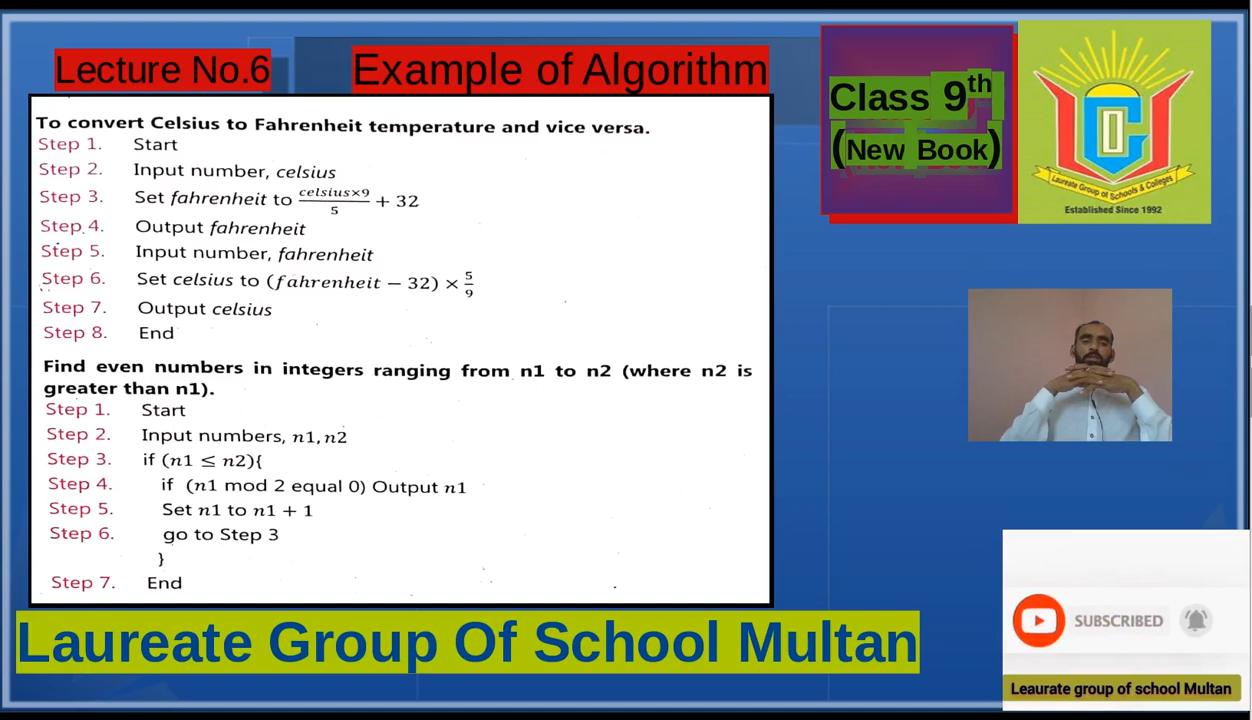 Lecture No.6
Example of Algorithm
Class 9th
(New Book)
Laureate Group of Schools & Colleges
Established Since 1992
To convert Celsius to Fahrenheit temperature and vice versa.
Step 1. Start
Step 2. Input number, celsius
Step 3. Set fahrenheit to celsius×9/5 + 32
Step 4. Output fahrenheit
Step 5. Input number, fahrenheit
Step 6. Set celsius to (fahrenheit − 32) × 5/9
Step 7. Output celsius
Step 8. End
Find even numbers in integers ranging from n1 to n2 (where n2 is
greater than n1).
Step 1. Start
Step 2. Input numbers, n1, n2
Step 3. if (n1 ≤ n2){
Step 4. if (n1 mod 2 equal 0) Output n1
Step 5. Set n1 to n1 + 1
Step 6. go to Step 3
}
Step 7. End
Laureate Group Of School Multan
SUBSCRIBED
Leaurate group of school Multan